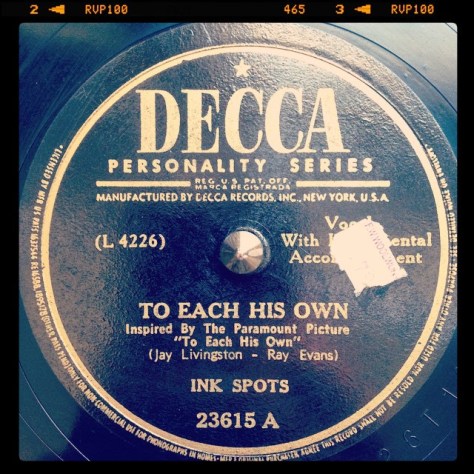 2 RVP100 465 3 RVP100
DECCA
PERSONALITY SERIES
REG. U.S. PAT. OFF.
MARCA REGISTRADA
MANUFACTURED BY DECCA RECORDS, INC., NEW YORK, U.S.A.
(L 4226)
Vocal
With
Acco
TO EACH HIS OWN
Inspired By The Paramount Picture
"To Each His Own"
(Jay Livingston - Ray Evans)
INK SPOTS
23615 A